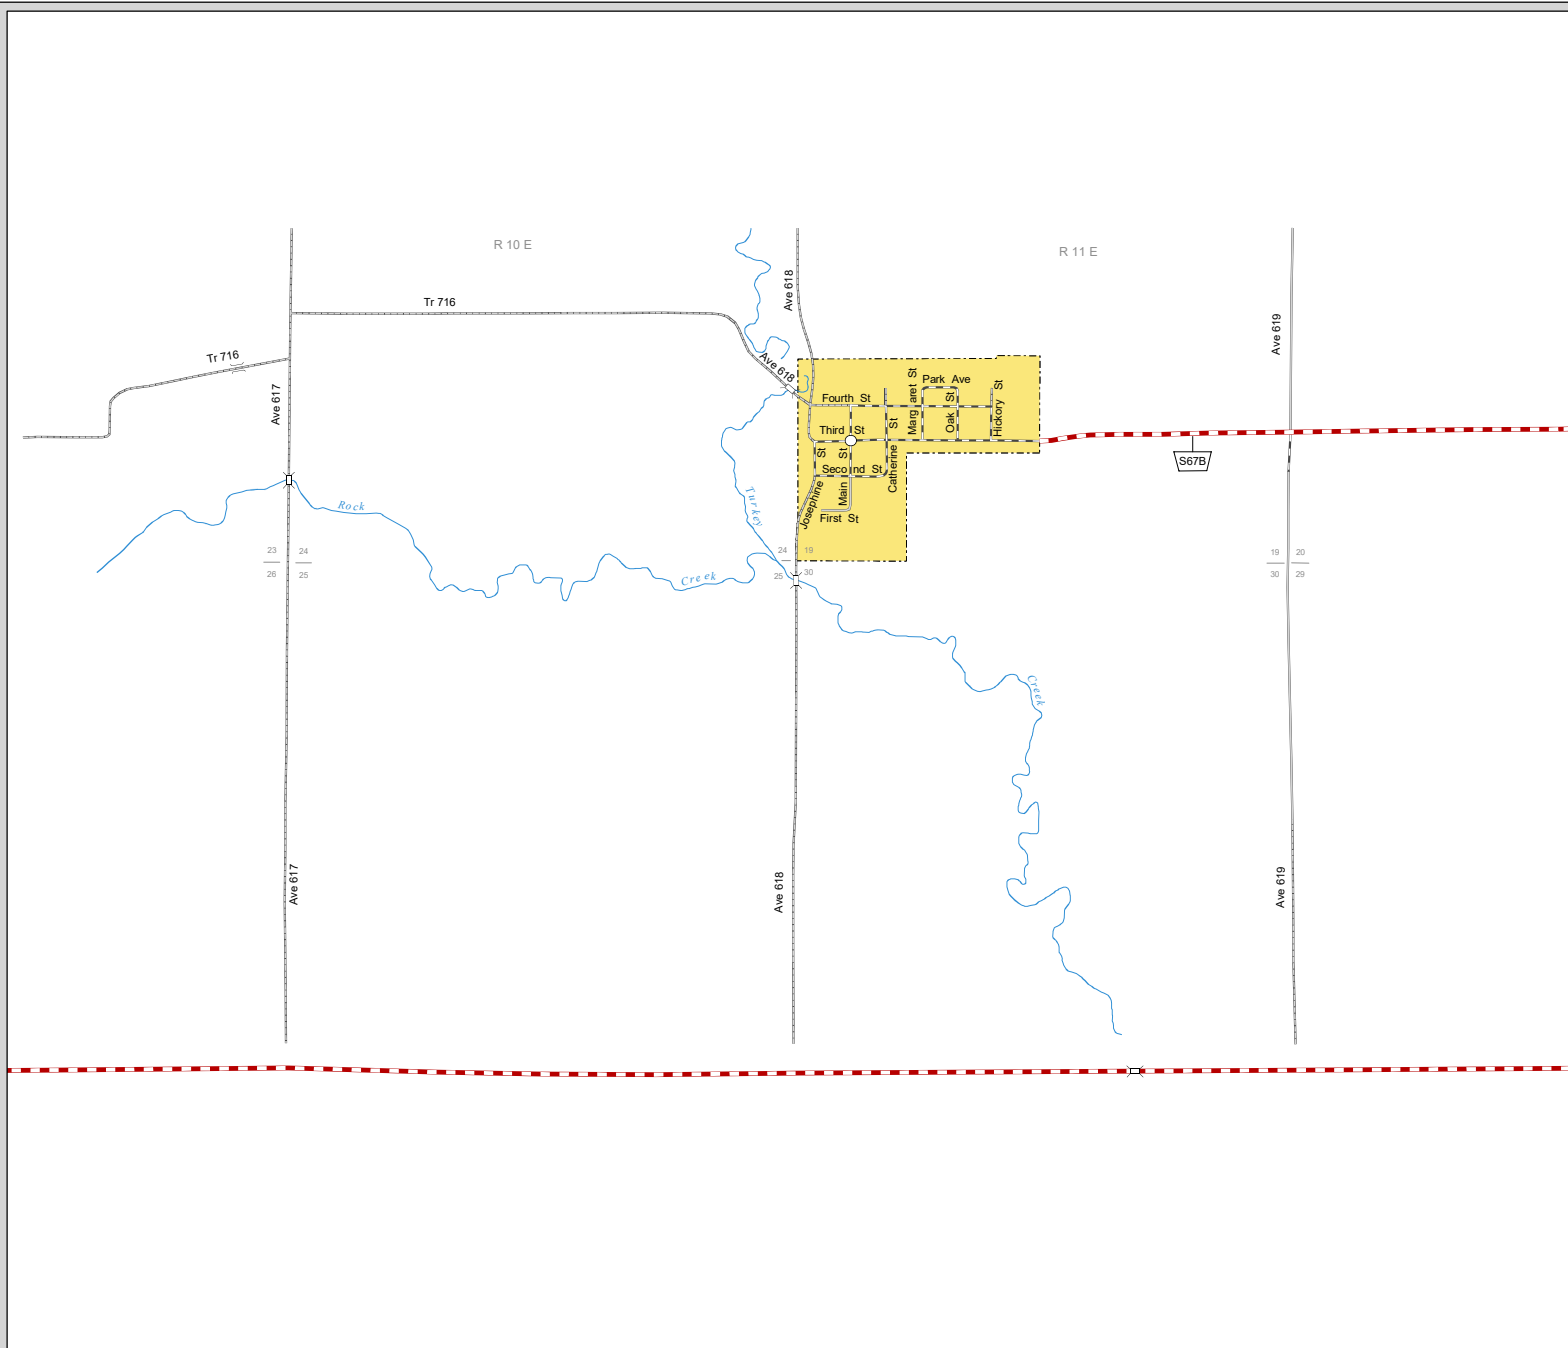 R 10 E
R 11 E
Ave 618
Tr 716
Ave 619
Tr 716
Ave 618
Ave 617
Park Ave
Margaret St
Hickory St
Oak St
Fourth St
Catherine St
Third St
S67B
Main St
Second St
Josephine St
First St
Rock
Turkey
Creek
23 24
26 25
24 19
25 30
19 20
30 29
Creek
Ave 617
Ave 618
Ave 619